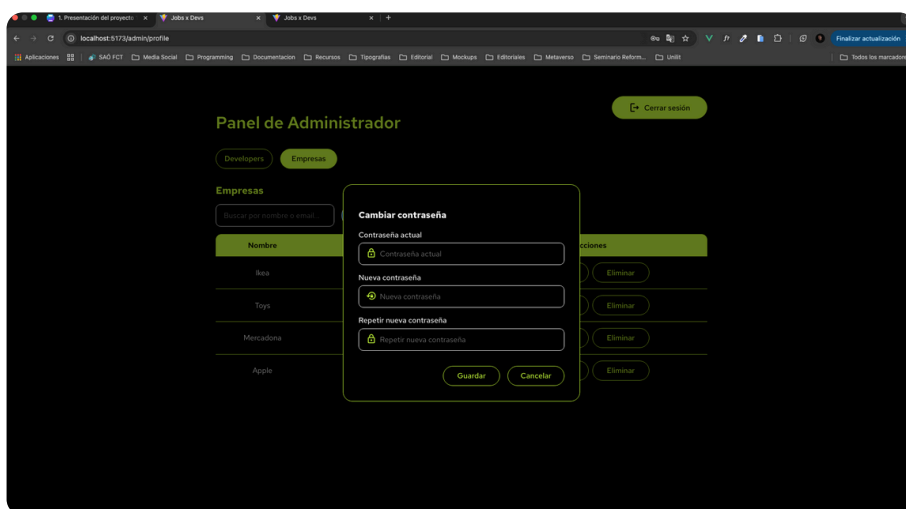 1. Presentación del proyecto
Jobs x Devs
Jobs x Devs
localhost:5173/admin/profile
Finalizar actualización
Aplicaciones
SAÓ FCT
Media Social
Programming
Documentacion
Recursos
Tipografias
Editorial
Mockups
Editoriales
Metaverso
Seminario Reform...
Unlit
Todos los marcadores
Cerrar sesión
Panel de Administrador
Developers
Empresas
Empresas
Buscar por nombre o email...
Nombre
cciones
Ikea
Eliminar
Toys
Eliminar
Mercadona
Eliminar
Apple
Eliminar
Cambiar contraseña
Contraseña actual
Contraseña actual
Nueva contraseña
Nueva contraseña
Repetir nueva contraseña
Repetir nueva contraseña
Guardar
Cancelar